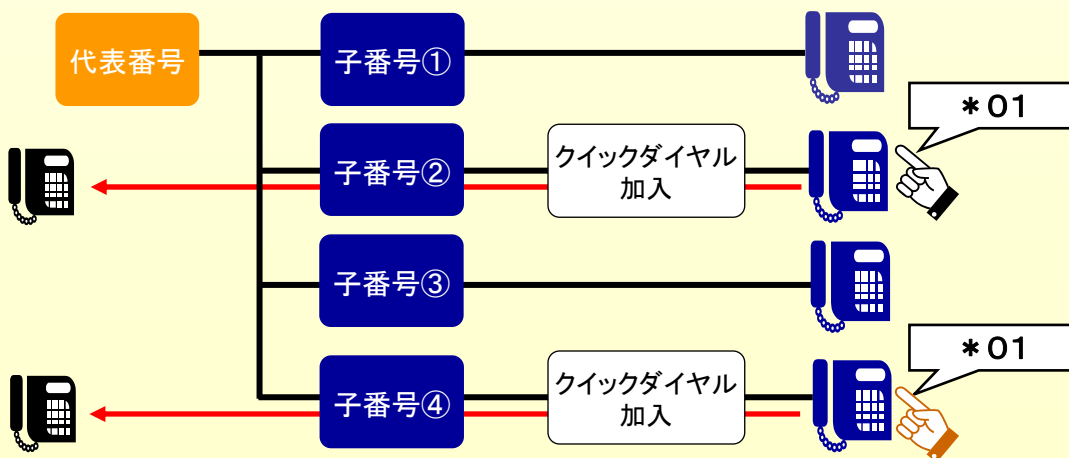 代表番号
子番号①
＊01
子番号②
クイックダイヤル
加入
子番号③
＊01
子番号④
クイックダイヤル
加入